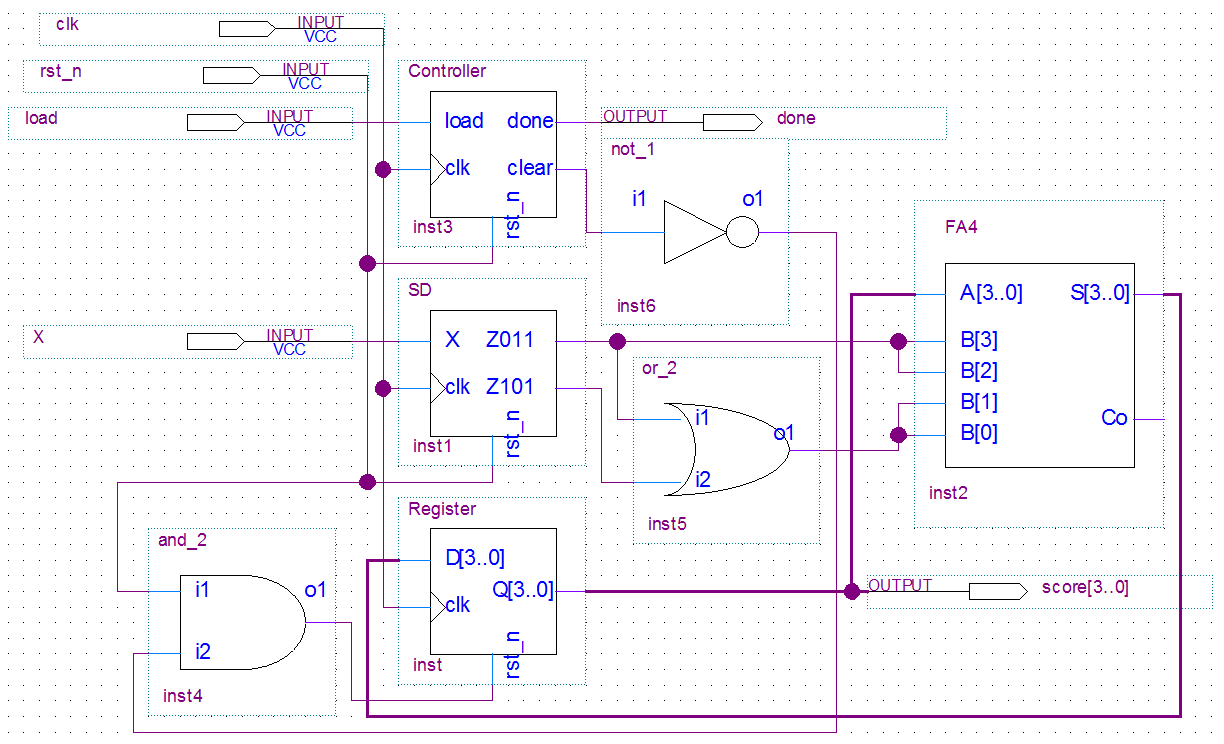 clk
INPUT
VCC
rst_n
INPUT
VCC
load
INPUT
VCC
Controller
load
done
clk
clear
rst_n
inst3
OUTPUT
done
not_1
i1
o1
inst6
X
INPUT
VCC
SD
X
Z011
clk
Z101
rst_n
inst1
or_2
i1
o1
i2
inst5
FA4
A[3..0]
S[3..0]
B[3]
B[2]
B[1]
Co
B[0]
inst2
and_2
i1
o1
i2
inst4
Register
D[3..0]
Q[3..0]
clk
rst_n
inst
OUTPUT
score[3..0]